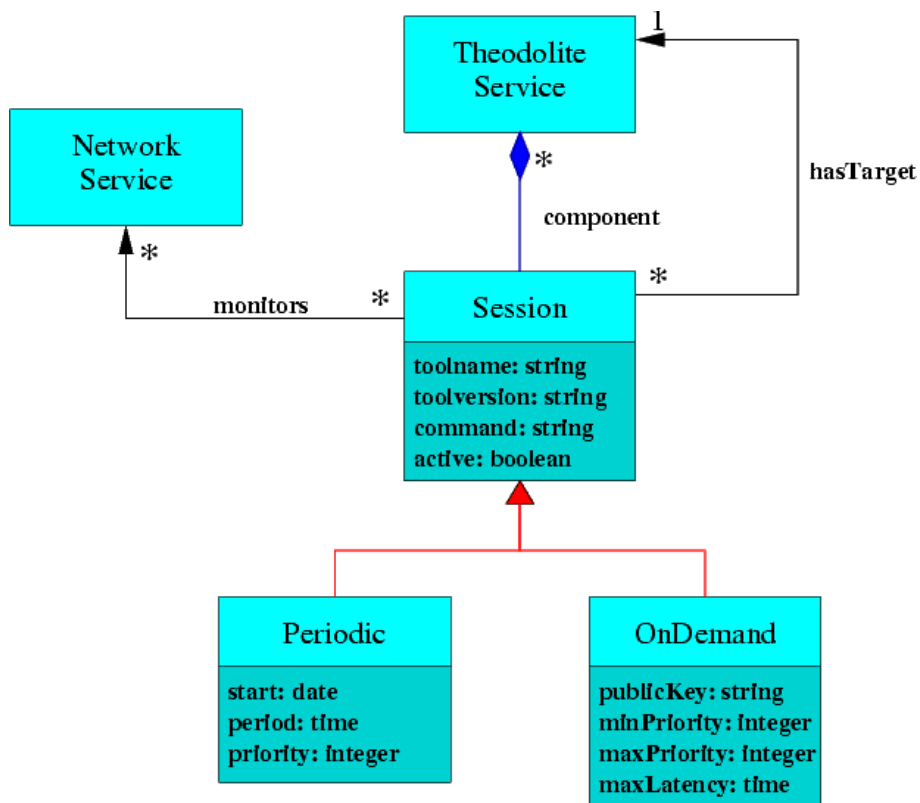 1
Theodolite
Service
Network
Service
*
hasTarget
component
*
*
monitors
*
Session
toolname: string
toolversion: string
command: string
active: boolean
Periodic
start: date
period: time
priority: integer
OnDemand
publicKey: string
minPriority: integer
maxPriority: integer
maxLatency: time